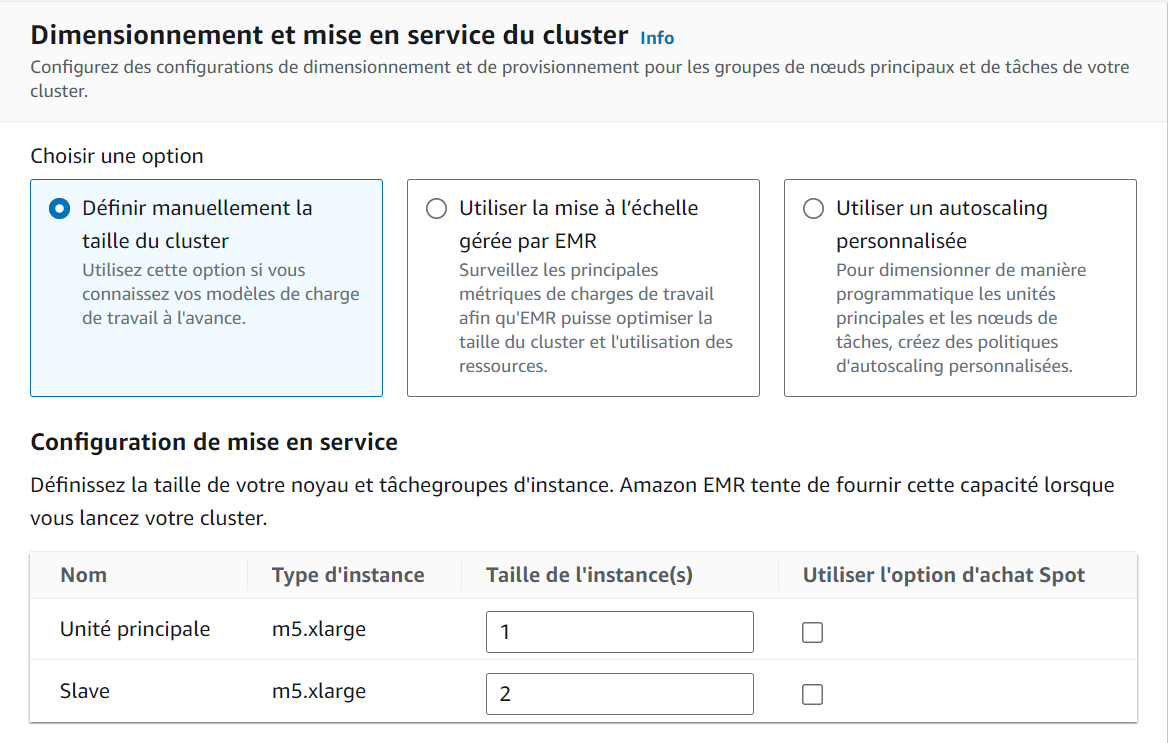 Dimensionnement et mise en service du cluster Info
Configurez des configurations de dimensionnement et de provisionnement pour les groupes de nœuds principaux et de tâches de votre
cluster.
Choisir une option
Définir manuellement la
taille du cluster
Utilisez cette option si vous
connaissez vos modèles de charge
de travail à l'avance.
Utiliser la mise à l'échelle
gérée par EMR
Surveillez les principales
métriques de charges de travail
afin qu'EMR puisse optimiser la
taille du cluster et l'utilisation des
ressources.
Utiliser un autoscaling
personnalisée
Pour dimensionner de manière
programmatique les unités
principales et les nœuds de
tâches, créez des politiques
d'autoscaling personnalisées.
Configuration de mise en service
Définissez la taille de votre noyau et tâchegroupes d'instance. Amazon EMR tente de fournir cette capacité lorsque
vous lancez votre cluster.
Nom Type d'instance Taille de l'instance(s) Utiliser l'option d'achat Spot
Unité principale m5.xlarge 1
Slave m5.xlarge 2